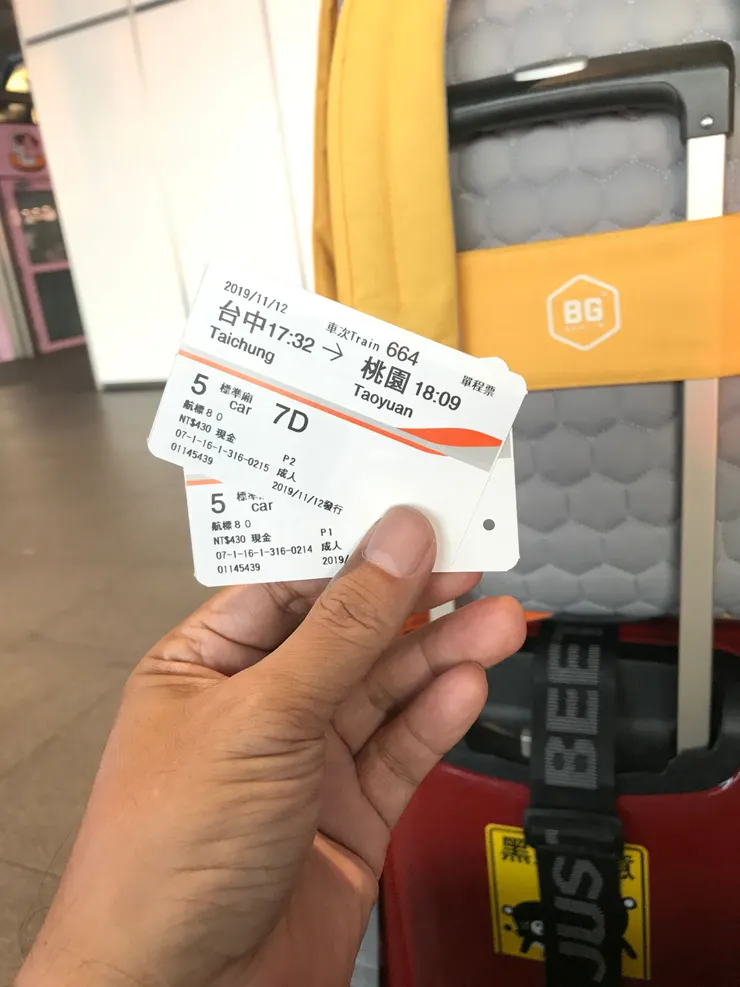 2019/11/12
車次Train 664
單程票
台中17:32 → 桃園 18:09
Taichung Taoyuan
5 標準廂 7D
car
航標80
NT$430 現金 P2
07-1-16-1-316-0215 成人
01145439 2019/11/12發行
5 標準
car
航標80
NT$430 現金 P1
07-1-16-1-316-0214 成人
01145439 2019/
BG
BEE
JUS
黑